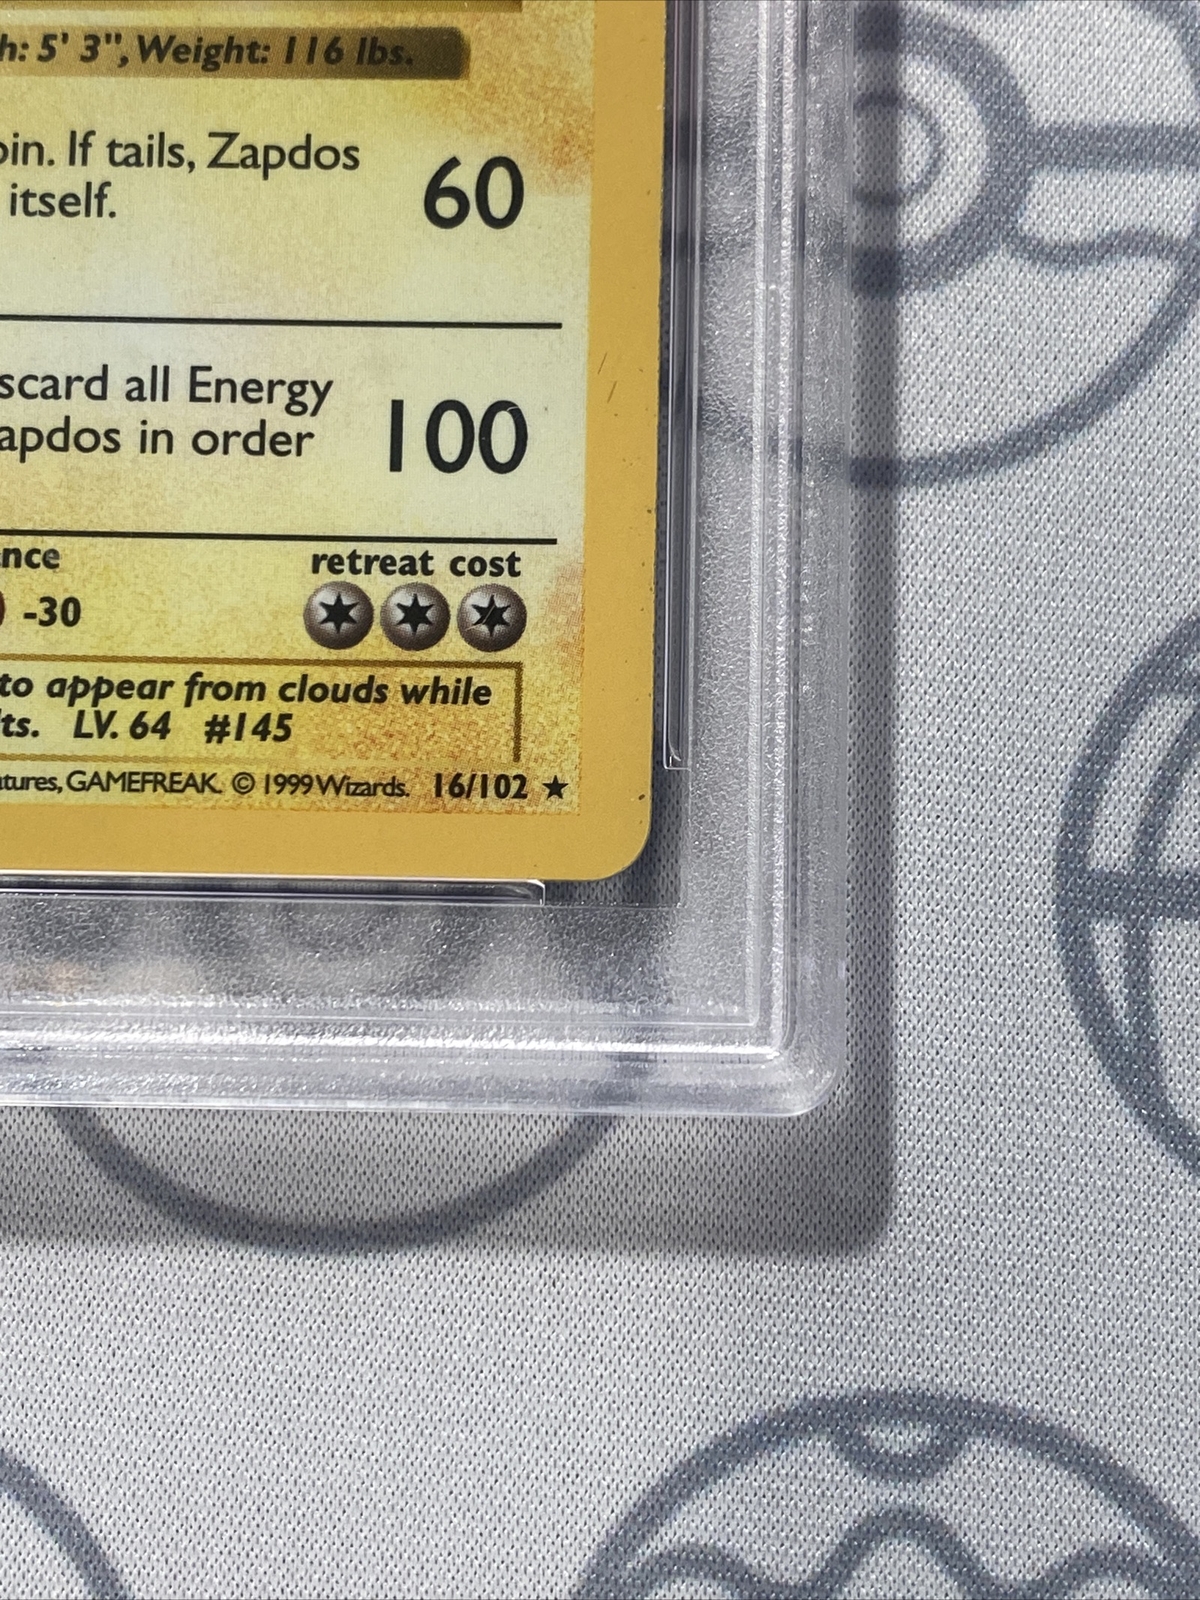 h: 5' 3", Weight: 116 lbs.
oin. If tails, Zapdos
itself.
60
scard all Energy
apdos in order
100
nce
retreat cost
-30
to appear from clouds while
ts. LV. 64 #145
atures, GAMEFREAK. © 1999 Wizards. 16/102 ★